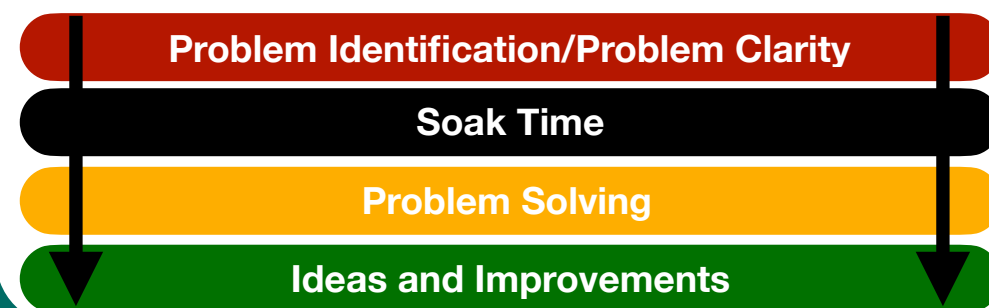 Problem Identification/Problem Clarity
Soak Time
Problem Solving
Ideas and Improvements